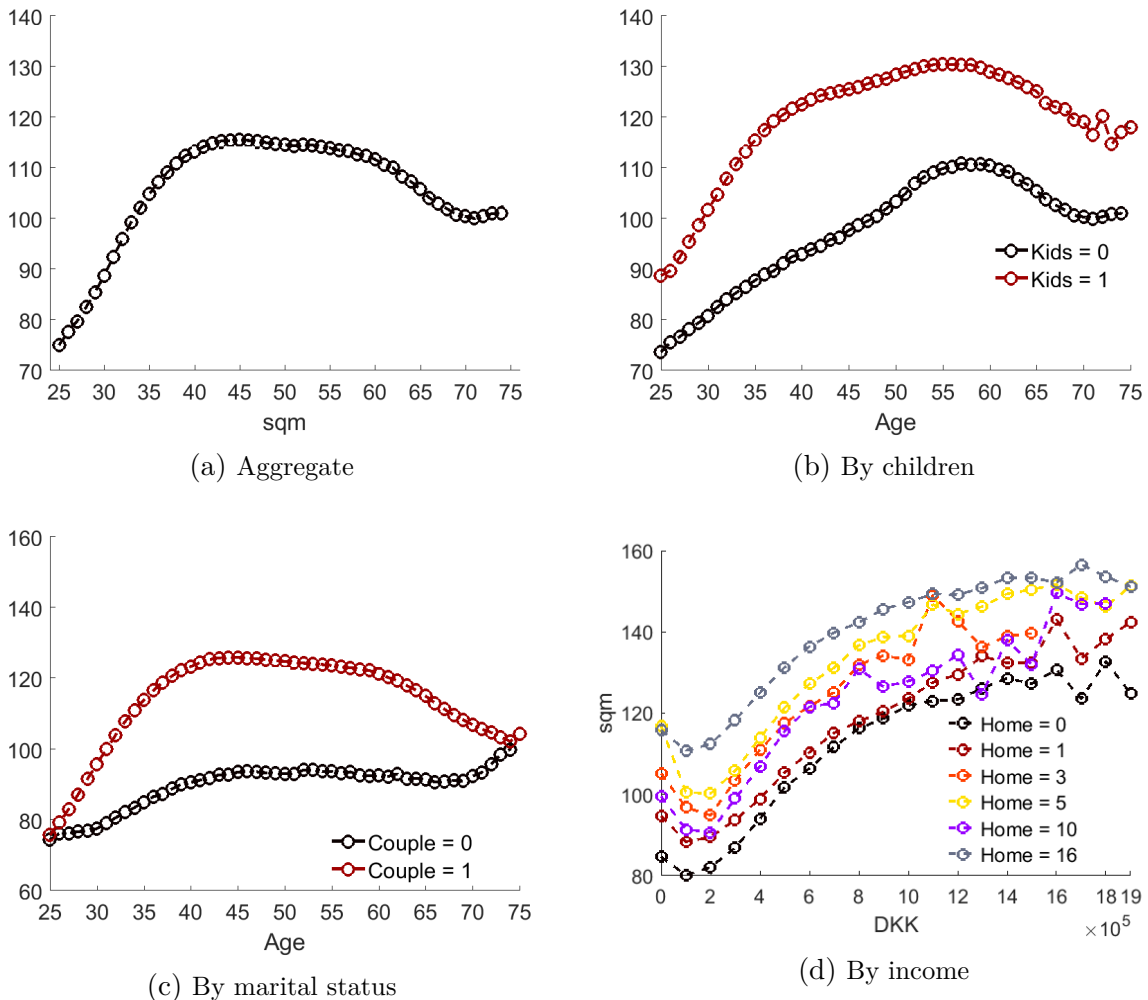 140
130
120
110
100
90
80
70
25 30 35 40 45 50 55 60 65 70 75
sqm
(a) Aggregate
140
130
120
110
100
90
80
70
Kids = 0
Kids = 1
25 30 35 40 45 50 55 60 65 70 75
Age
(b) By children
160
140
120
100
80
60
Couple = 0
Couple = 1
25 30 35 40 45 50 55 60 65 70 75
Age
(c) By marital status
160
140
120
100
80
sqm
Home = 0
Home = 1
Home = 3
Home = 5
Home = 10
Home = 16
0 2 4 6 8 10 12 14 16 18 19
DKK
×10^5
(d) By income